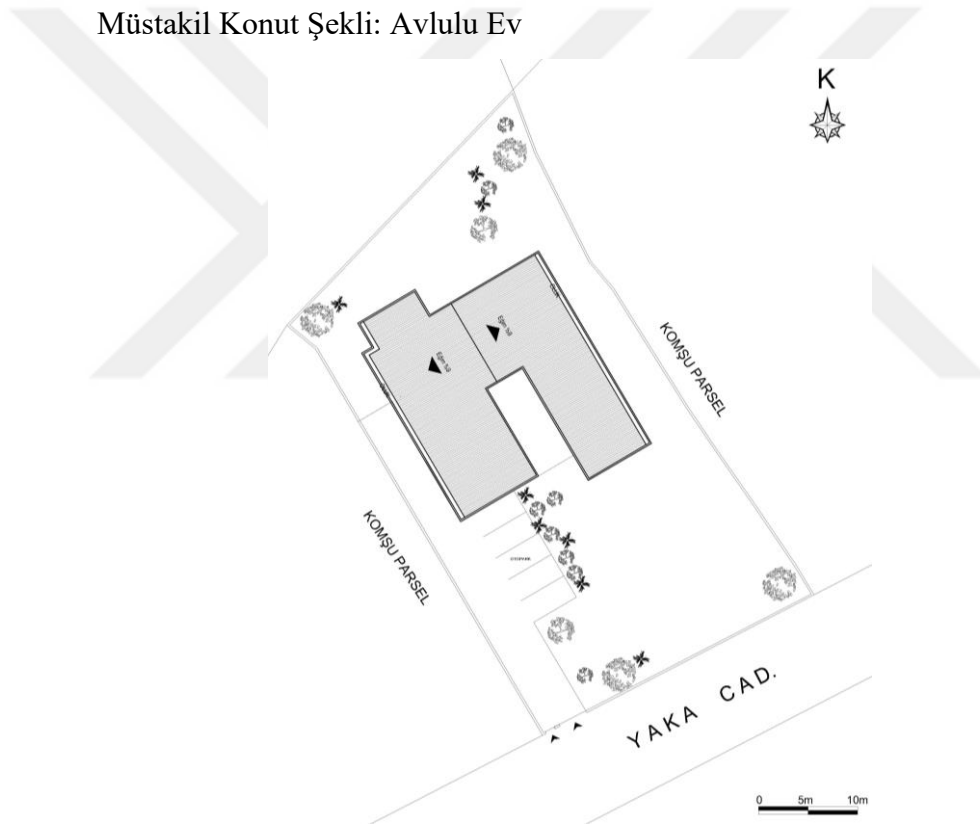 Müstakil Konut Şekli: Avlulu Ev
K
KOMŞU PARSEL
KOMŞU PARSEL
YAKA CAD.
0 5m 10m